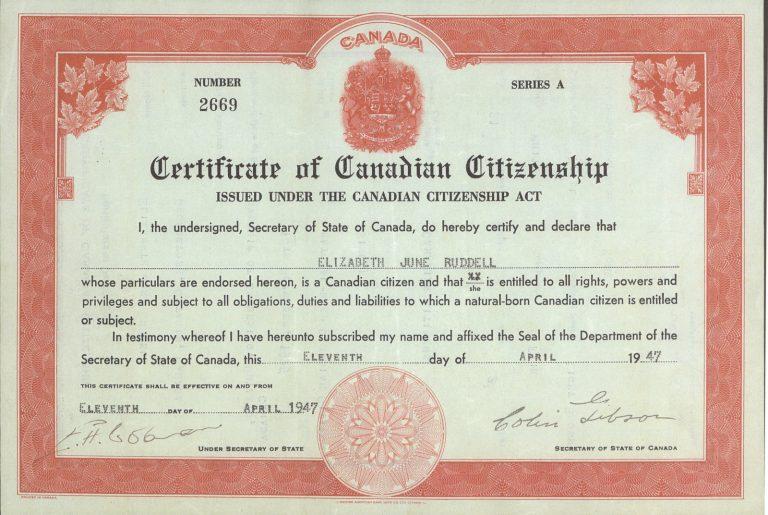 CANADA
NUMBER
2669
SERIES A
Certificate of Canadian Citizenship
ISSUED UNDER THE CANADIAN CITIZENSHIP ACT
I, the undersigned, Secretary of State of Canada, do hereby certify and declare that
ELIZABETH JUNE RUDDELL
whose particulars are endorsed hereon, is a Canadian citizen and that she is entitled to all rights, powers and
privileges and subject to all obligations, duties and liabilities to which a natural-born Canadian citizen is entitled
or subject.
In testimony whereof I have hereunto subscribed my name and affixed the Seal of the Department of the
Secretary of State of Canada, this ELEVENTH day of APRIL 1947
THIS CERTIFICATE SHALL BE EFFECTIVE ON AND FROM
ELEVENTH DAY OF APRIL 1947
Colin Gibson
UNDER SECRETARY OF STATE
SECRETARY OF STATE OF CANADA
PRINTED IN CANADA